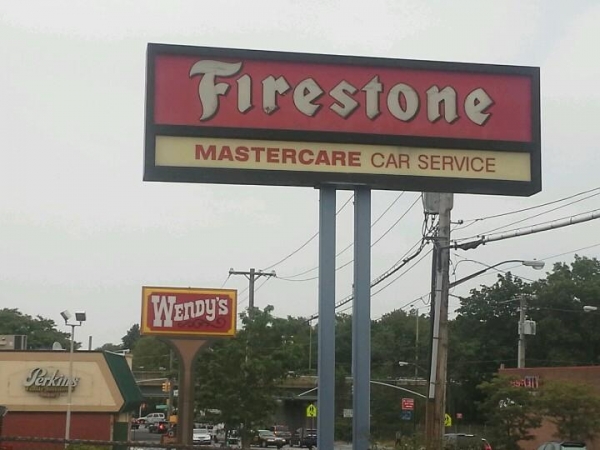 Firestone
MASTERCARE CAR SERVICE
WENDY'S
Perkins